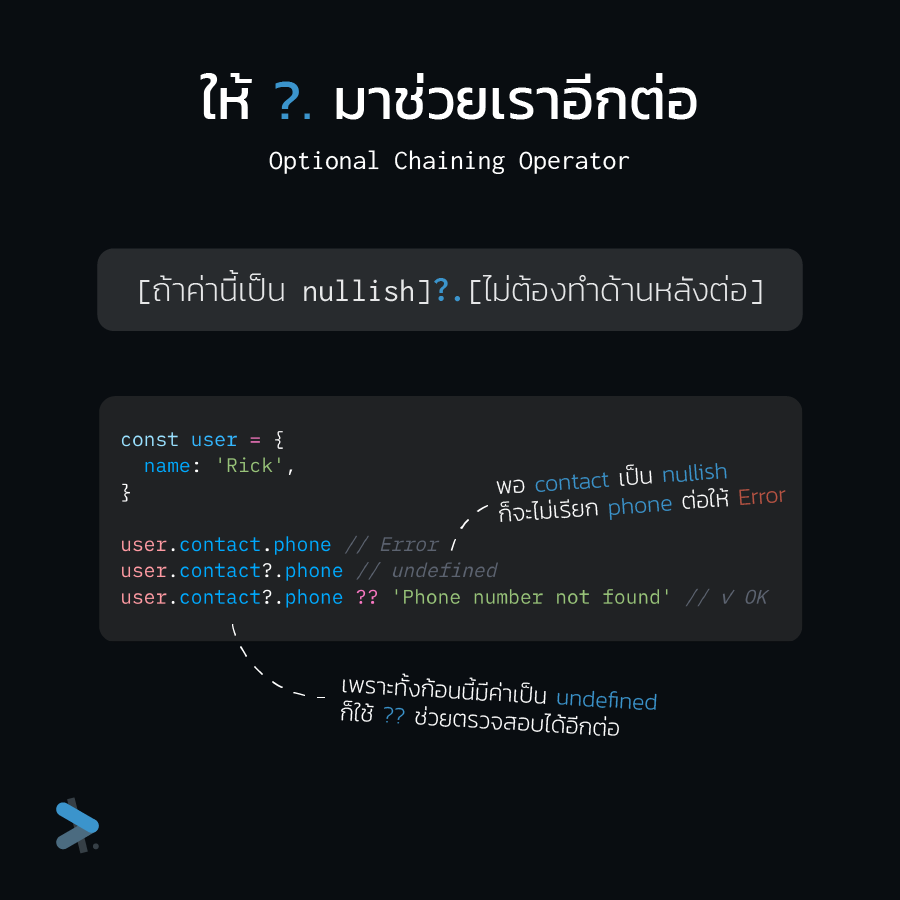 ให้ ?. มาช่วยเราอีกต่อ
Optional Chaining Operator
[ถ้าค่านี้เป็น nullish]?.[ไม่ต้องทำด้านหลังต่อ]
const user = {
  name: 'Rick',
}
พอ contact เป็น nullish
ก็จะไม่เรียก phone ต่อให้ Error
user.contact.phone // Error
user.contact?.phone // undefined
user.contact?.phone ?? 'Phone number not found' // √ OK
เพราะทั้งก้อนนี้มีค่าเป็น undefined
ก็ใช้ ?? ช่วยตรวจสอบได้อีกต่อ